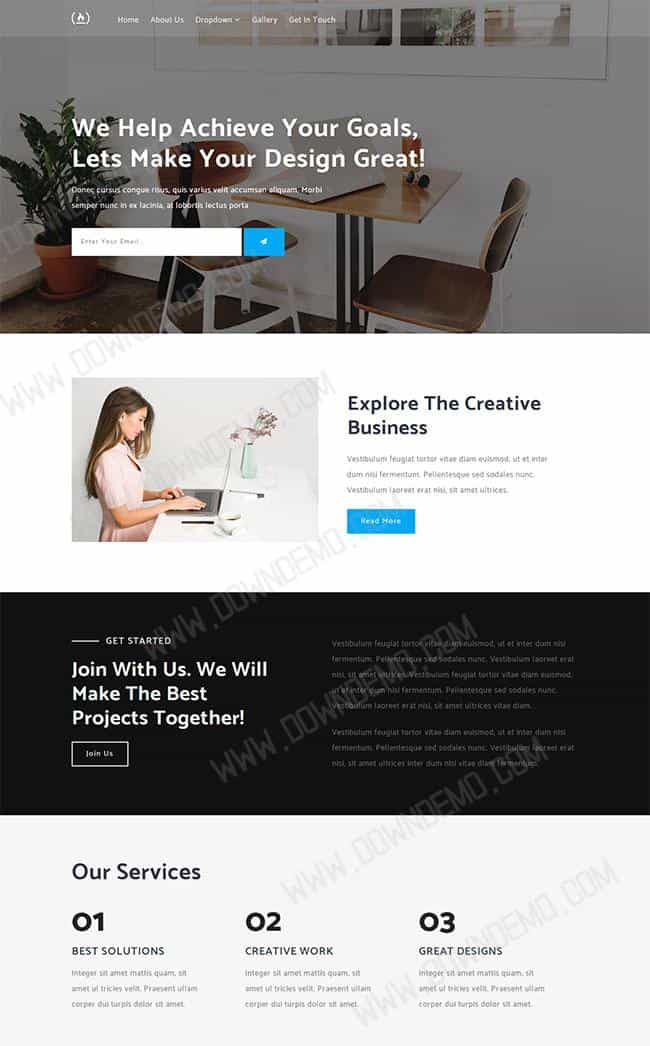 Home About Us Dropdown Gallery Get In Touch
We Help Achieve Your Goals,
Lets Make Your Design Great!
Donec cursus congue risus, quis varius velit accumsan aliquam. Morbi
semper nunc in ex lacinia, at lobortis lectus porta
Enter Your Email...
Explore The Creative
Business
Vestibulum feugiat tortor vitae diam euismod, ut et inter
dum nisi fermentum. Pellentesque sed sodales nunc.
Vestibulum laoreet erat nisi, sit amet ultrices.
Read More
GET STARTED
Join With Us. We Will
Make The Best
Projects Together!
Join Us
Vestibulum feugiat tortor vitae diam euismod, ut et inter dum nisi
fermentum. Pellentesque sed sodales nunc. Vestibulum laoreet erat
nisi, sit amet ultrices. Vestibulum feugiat tortor vitae diam euismod,
ut et inter dum nisi fermentum. Pellentesque sed sodales nunc.
Vestibulum laoreet erat nisi, sit amet ultrices vitae diam.
Vestibulum feugiat tortor vitae diam euismod, ut et inter dum nisi
fermentum. Pellentesque sed sodales nunc. Vestibulum laoreet erat
nisi, sit amet ultrices inter dum nisi vitae diam fermentum.
Our Services
01
BEST SOLUTIONS
Integer sit amet mattis quam, sit
amet ul tricies velit. Praesent ullam
corper dui turpis dolor sit amet.
02
CREATIVE WORK
Integer sit amet mattis quam, sit
amet ul tricies velit. Praesent ullam
corper dui turpis dolor sit amet.
03
GREAT DESIGNS
Integer sit amet mattis quam, sit
amet ul tricies velit. Praesent ullam
corper dui turpis dolor sit amet.
WWW.DOWNDEMO.COM
WWW.DOWNDEMO.COM
WWW.DOWNDEMO.COM
WWW.DOWNDEMO.COM
WWW.DOWNDEMO.COM
WWW.DOWNDEMO.COM